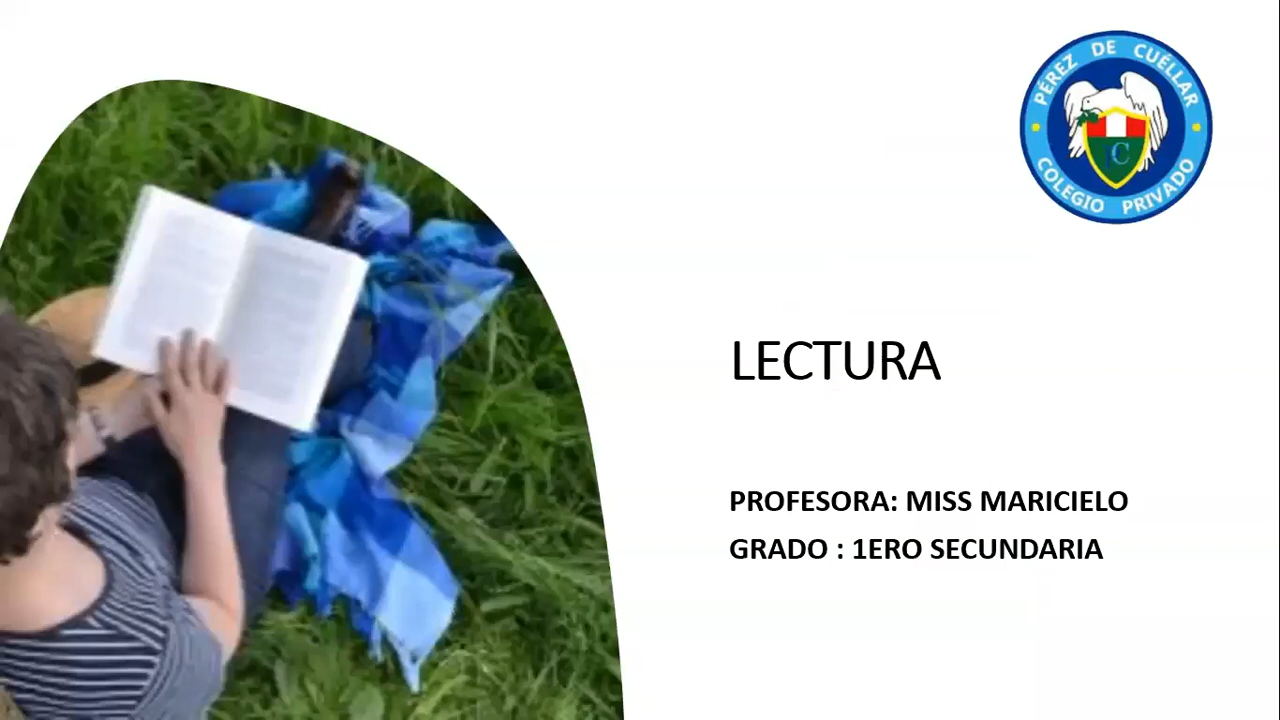 PÉREZ DE CUÉLLAR
COLEGIO PRIVADO
LECTURA
PROFESORA: MISS MARICIELO
GRADO : 1ERO SECUNDARIA